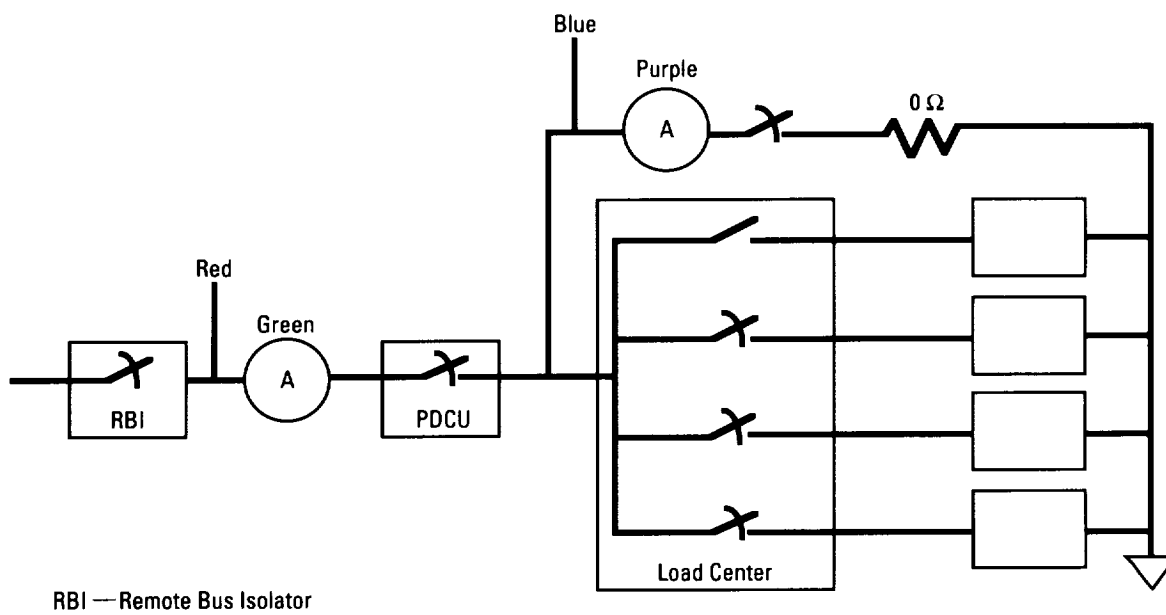 Blue
Purple
A
0 Ω
Red
Green
A
RBI
PDCU
Load Center
RBI — Remote Bus Isolator